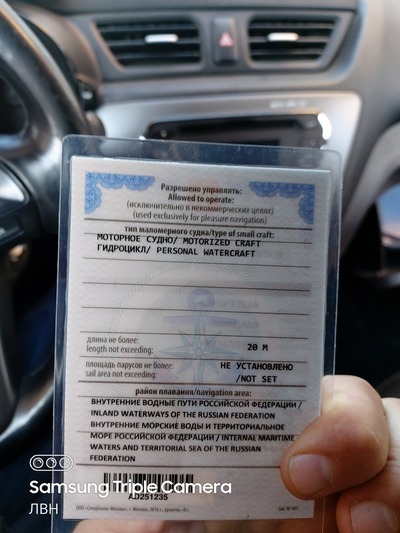 Разрешено управлять:
Allowed to operate:
(исключительно в некоммерческих целях)
(used exclusively for pleasure navigation)
тип маломерного судна/type of small craft:
МОТОРНОЕ СУДНО/ MOTORIZED CRAFT
ГИДРОЦИКЛ/ PERSONAL WATERCRAFT
длина не более:
length not exceeding:
20 М
площадь парусов не более:
sail area not exceeding:
НЕ УСТАНОВЛЕНО
/NOT SET
район плавания/navigation area:
ВНУТРЕННИЕ ВОДНЫЕ ПУТИ РОССИЙСКОЙ ФЕДЕРАЦИИ /
INLAND WATERWAYS OF THE RUSSIAN FEDERATION
ВНУТРЕННИЕ МОРСКИЕ ВОДЫ И ТЕРРИТОРИАЛЬНОЕ
МОРЕ РОССИЙСКОЙ ФЕДЕРАЦИИ / INTERNAL MARITIME
WATERS AND TERRITORIAL SEA OF THE RUSSIAN
FEDERATION
AD251235
Samsung Triple Camera
ЛВН